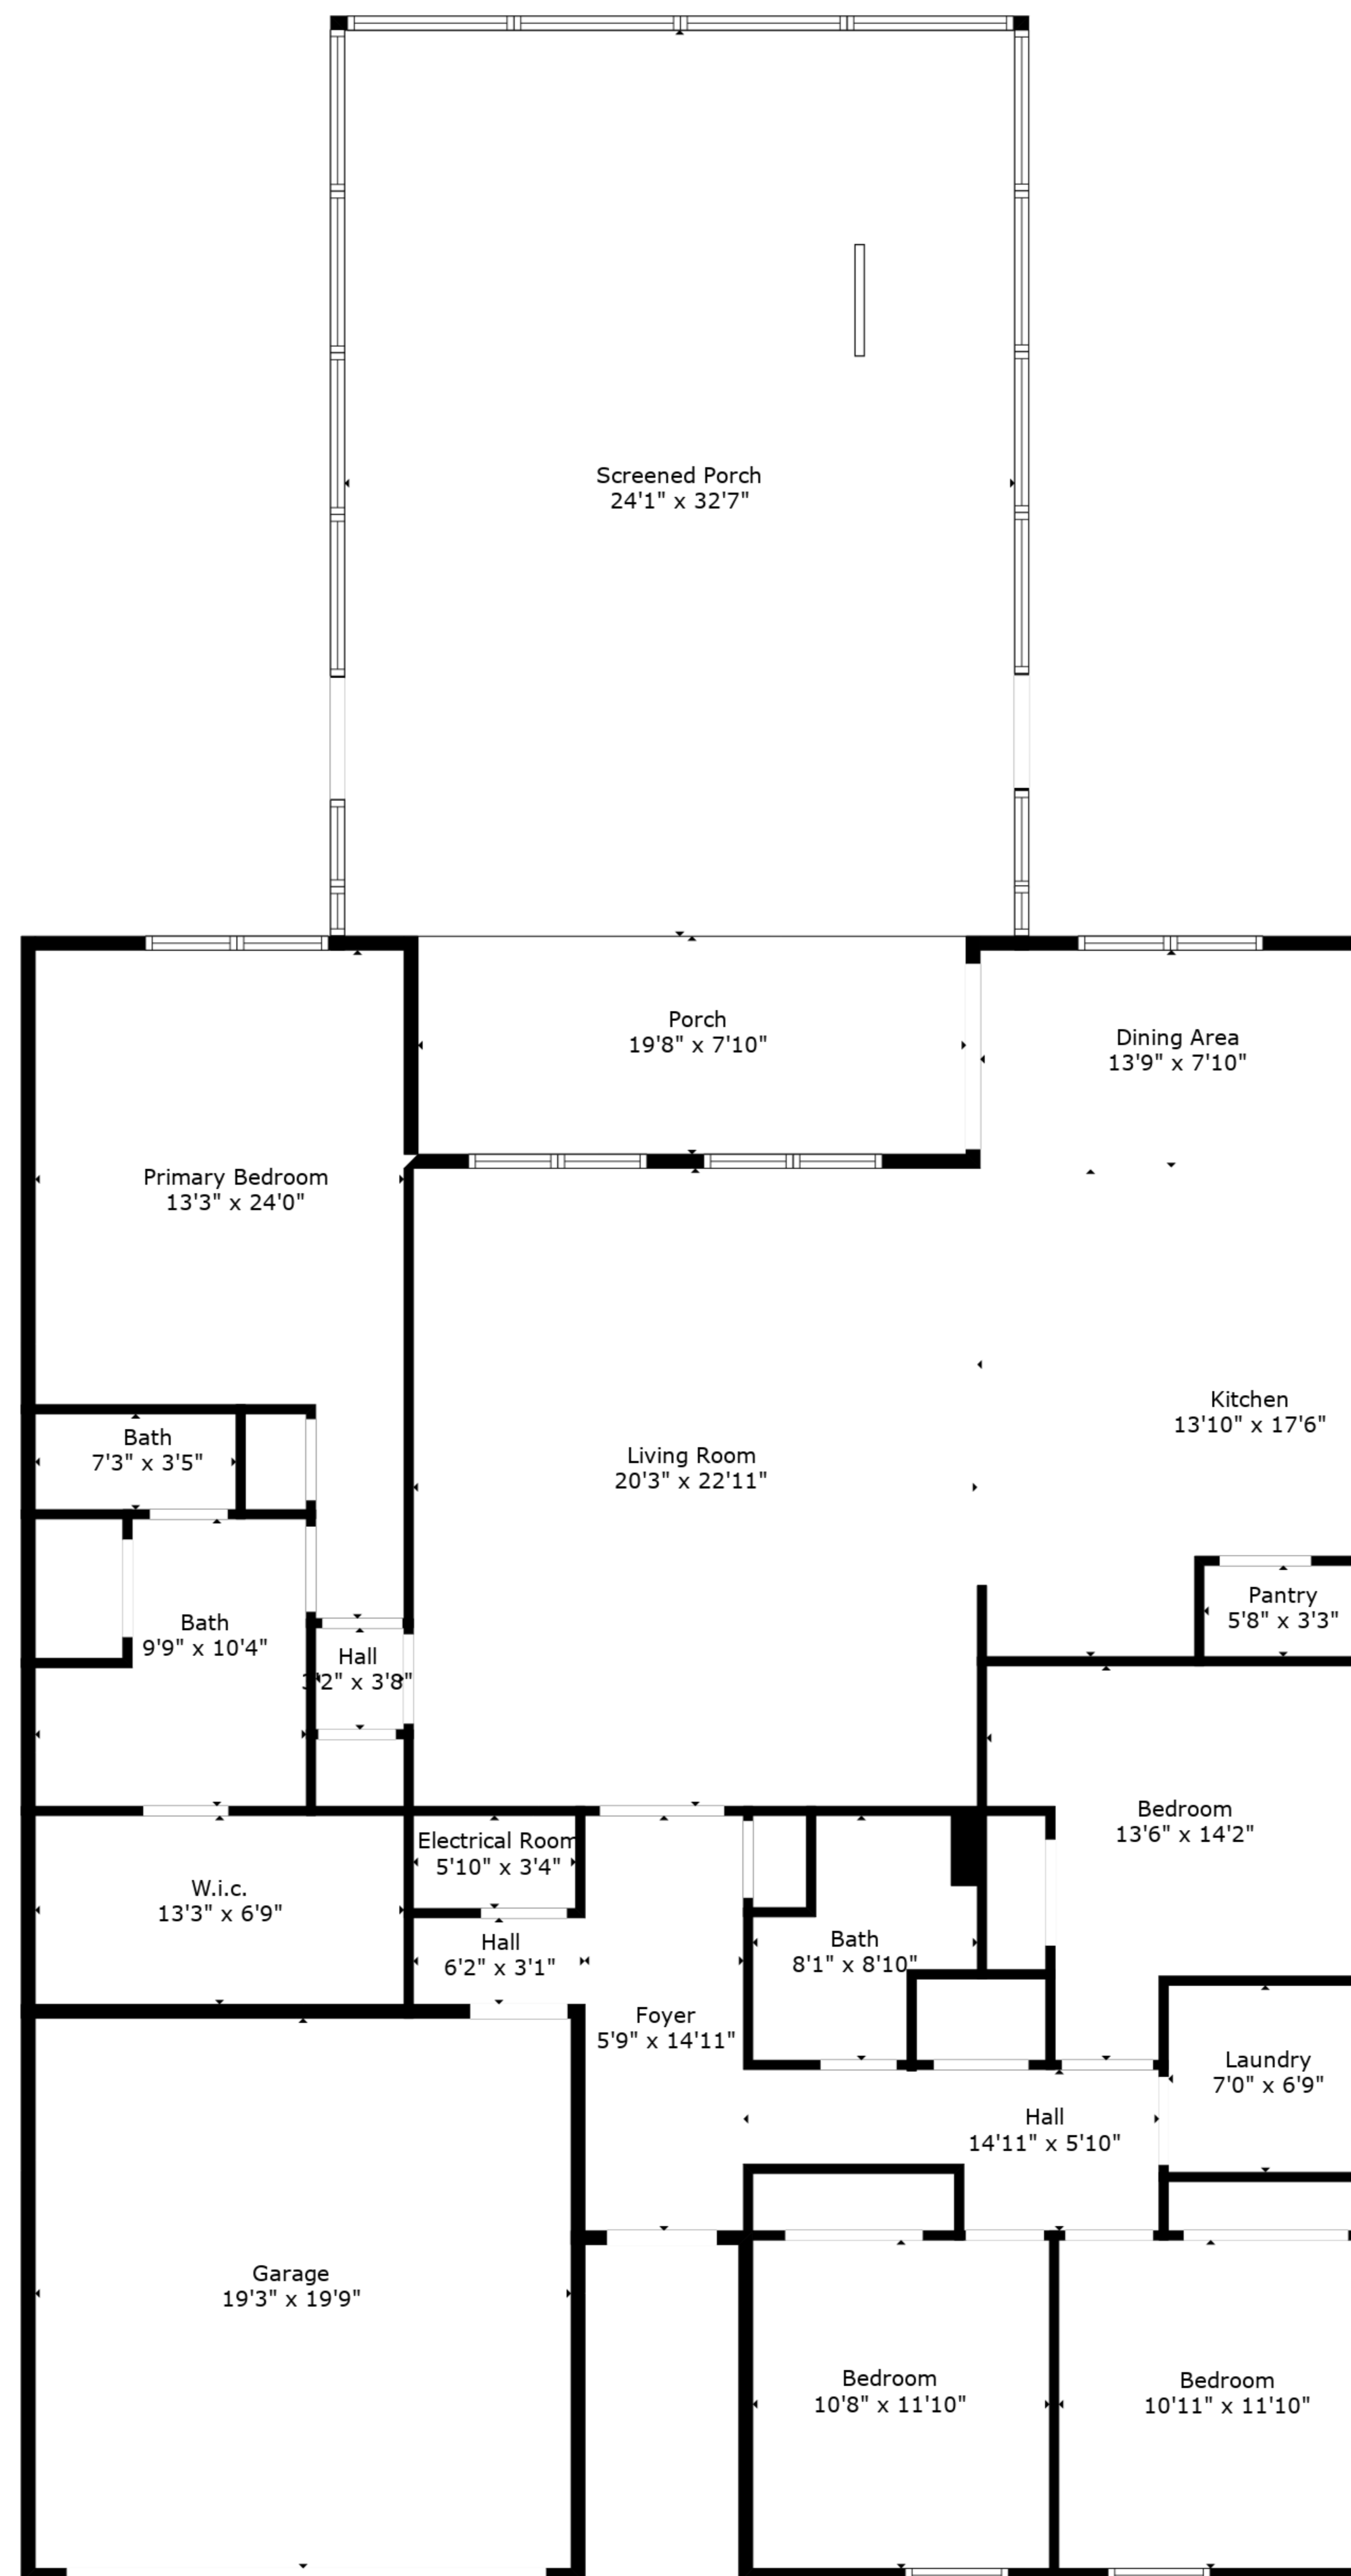 Screened Porch
24'1" x 32'7"
Porch
19'8" x 7'10"
Dining Area
13'9" x 7'10"
Primary Bedroom
13'3" x 24'0"
Kitchen
13'10" x 17'6"
Bath
7'3" x 3'5"
Living Room
20'3" x 22'11"
Pantry
5'8" x 3'3"
Bath
9'9" x 10'4"
Hall
3'2" x 3'8"
Bedroom
13'6" x 14'2"
Electrical Room
5'10" x 3'4"
W.i.c.
13'3" x 6'9"
Hall
6'2" x 3'1"
Bath
8'1" x 8'10"
Foyer
5'9" x 14'11"
Laundry
7'0" x 6'9"
Hall
14'11" x 5'10"
Garage
19'3" x 19'9"
Bedroom
10'8" x 11'10"
Bedroom
10'11" x 11'10"